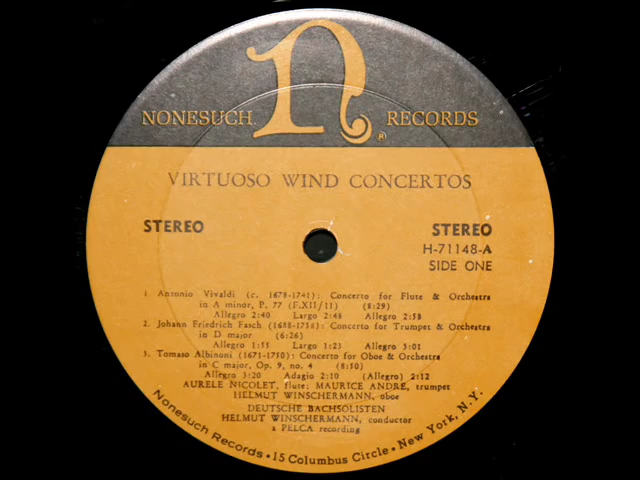 n
NONESUCH RECORDS
®
VIRTUOSO WIND CONCERTOS
STEREO STEREO
H-71148-A
SIDE ONE
1. Antonio Vivaldi (c. 1678-1741): Concerto for Flute & Orchestra
in A minor, P. 77 (F.XII/11) (8:29)
Allegro 2:40 Largo 2:48 Allegro 2:58
2. Johann Friedrich Fasch (1688-1758): Concerto for Trumpet & Orchestra
in D major (6:26)
Allegro 1:55 Largo 1:23 Allegro 3:01
3. Tomaso Albinoni (1671-1750): Concerto for Oboe & Orchestra
in C major, Op. 9, no. 4 (8:50)
Allegro 3:20 Adagio 2:10 (Allegro) 2:12
AURELE NICOLET, flute; MAURICE ANDRE, trumpet
HELMUT WINSCHERMANN, oboe
DEUTSCHE BACHSOLISTEN
HELMUT WINSCHERMANN, conductor
a PELCA recording
Nonesuch Records • 15 Columbus Circle • New York, N.Y.